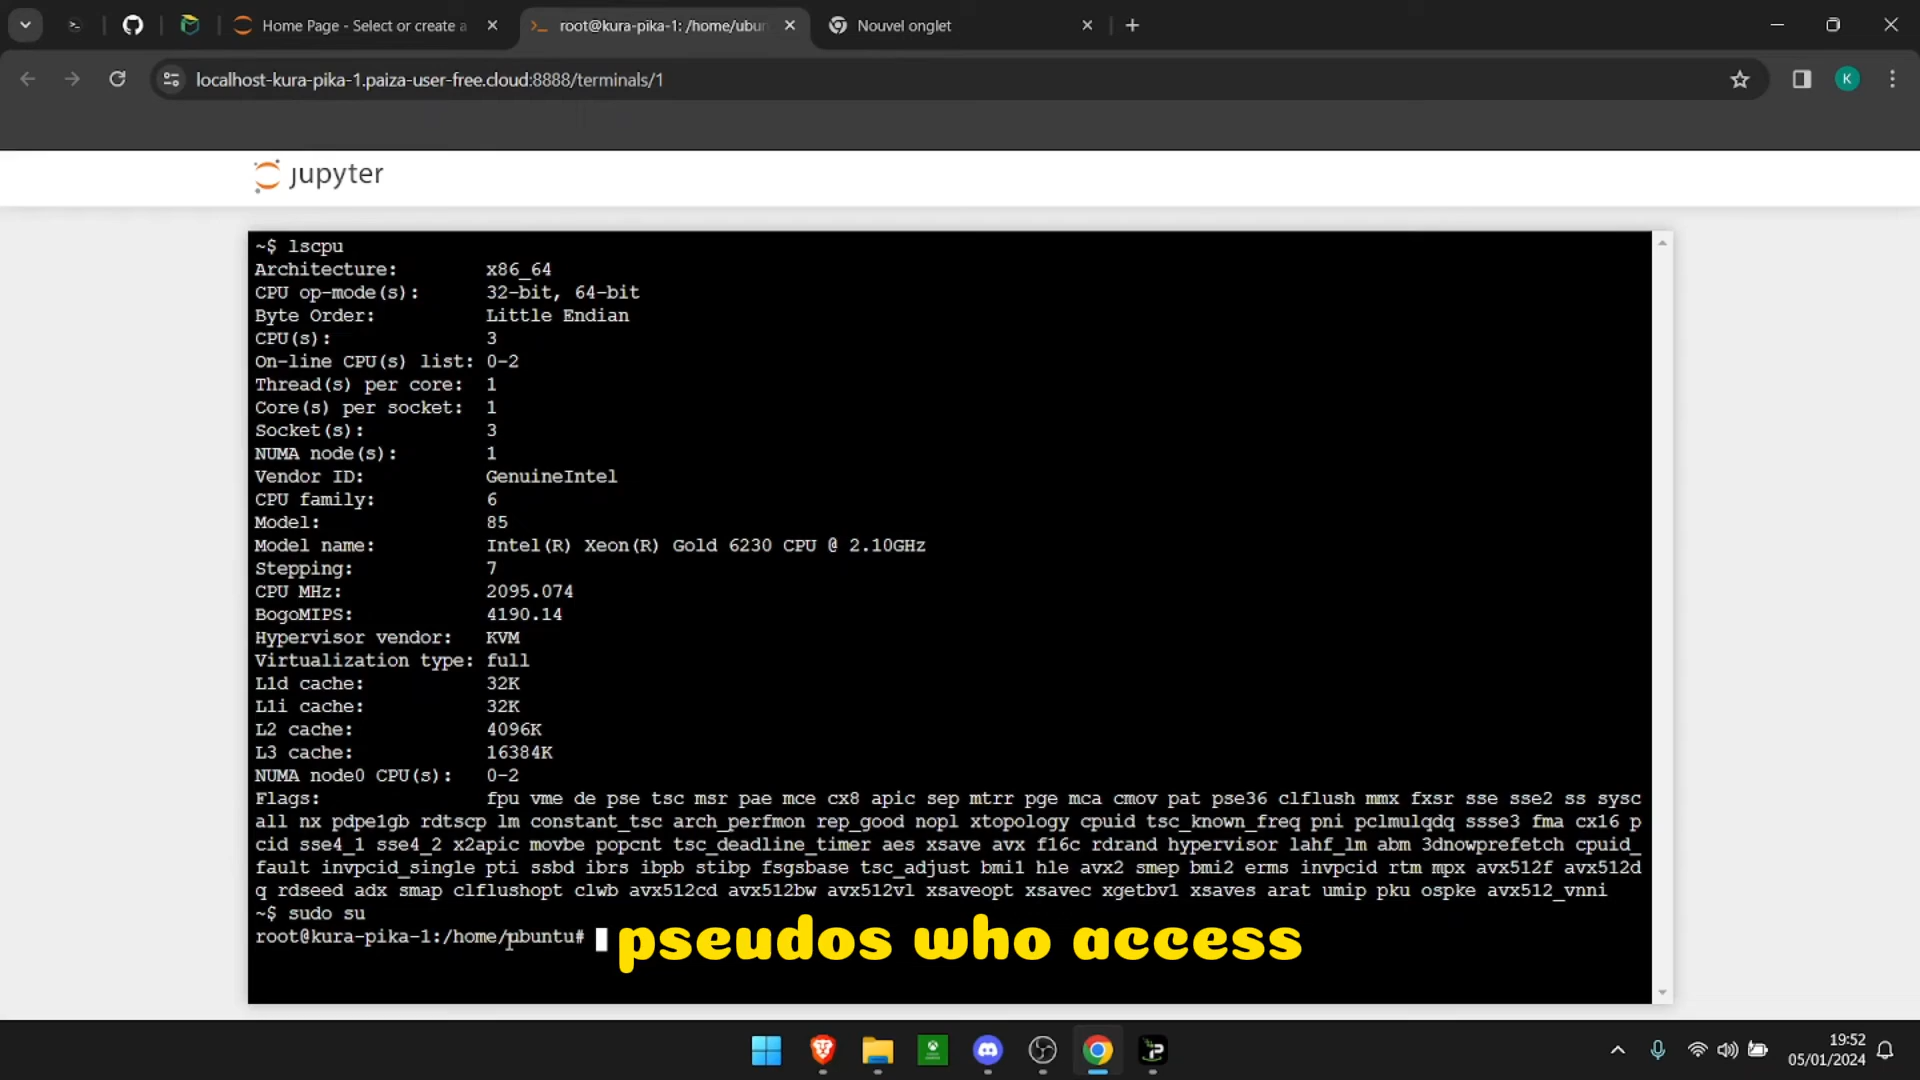 Home Page - Select or create a
root@kura-pika-1: /home/ubun
Nouvel onglet
localhost-kura-pika-1.paiza-user-free.cloud:8888/terminals/1
K
jupyter
~$ lscpu
Architecture: x86_64
CPU op-mode(s): 32-bit, 64-bit
Byte Order: Little Endian
CPU(s): 3
On-line CPU(s) list: 0-2
Thread(s) per core: 1
Core(s) per socket: 1
Socket(s): 3
NUMA node(s): 1
Vendor ID: GenuineIntel
CPU family: 6
Model: 85
Model name: Intel(R) Xeon(R) Gold 6230 CPU @ 2.10GHz
Stepping: 7
CPU MHz: 2095.074
BogoMIPS: 4190.14
Hypervisor vendor: KVM
Virtualization type: full
L1d cache: 32K
L1i cache: 32K
L2 cache: 4096K
L3 cache: 16384K
NUMA node0 CPU(s): 0-2
Flags: fpu vme de pse tsc msr pae mce cx8 apic sep mtrr pge mca cmov pat pse36 clflush mmx fxsr sse sse2 ss sysc
all nx pdpe1gb rdtscp lm constant_tsc arch_perfmon rep_good nopl xtopology cpuid tsc_known_freq pni pclmulqdq ssse3 fma cx16 p
cid sse4_1 sse4_2 x2apic movbe popcnt tsc_deadline_timer aes xsave avx f16c rdrand hypervisor lahf_lm abm 3dnowprefetch cpuid_
fault invpcid_single pti ssbd ibrs ibpb stibp fsgsbase tsc_adjust bmi1 hle avx2 smep bmi2 erms invpcid rtm mpx avx512f avx512d
q rdseed adx smap clflushopt clwb avx512cd avx512bw avx512vl xsaveopt xsavec xgetbv1 xsaves arat umip pku ospke avx512_vnni
~$ sudo su
root@kura-pika-1:/home/ubuntu#
pseudos who access
19:52
05/01/2024